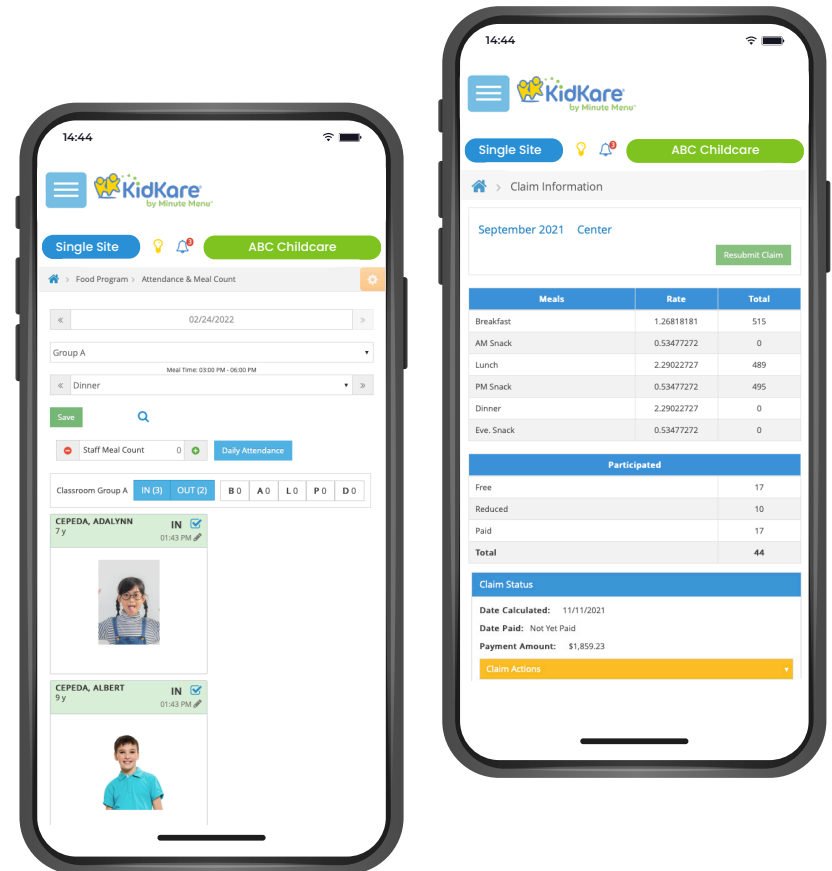 14:44
KidKare
by Minute Menu
Single Site 3 ABC Childcare
> Food Program > Attendance & Meal Count
« 02/24/2022 »
Group A
Meal Time: 03:00 PM - 06:00 PM
« Dinner »
Save
Staff Meal Count 0 Daily Attendance
Classroom Group A IN (3) OUT (2) B 0 A 0 L 0 P 0 D 0
CEPEDA, ADALYNN IN
7 y 01:43 PM
CEPEDA, ALBERT IN
9 y 01:43 PM
14:44
KidKare
by Minute Menu
Single Site 3 ABC Childcare
> Claim Information
September 2021 Center
Resubmit Claim
Meals Rate Total
Breakfast 1.26818181 515
AM Snack 0.53477272 0
Lunch 2.29022727 489
PM Snack 0.53477272 495
Dinner 2.29022727 0
Eve. Snack 0.53477272 0
Participated
Free 17
Reduced 10
Paid 17
Total 44
Claim Status
Date Calculated: 11/11/2021
Date Paid: Not Yet Paid
Payment Amount: $1,859.23
Claim Actions